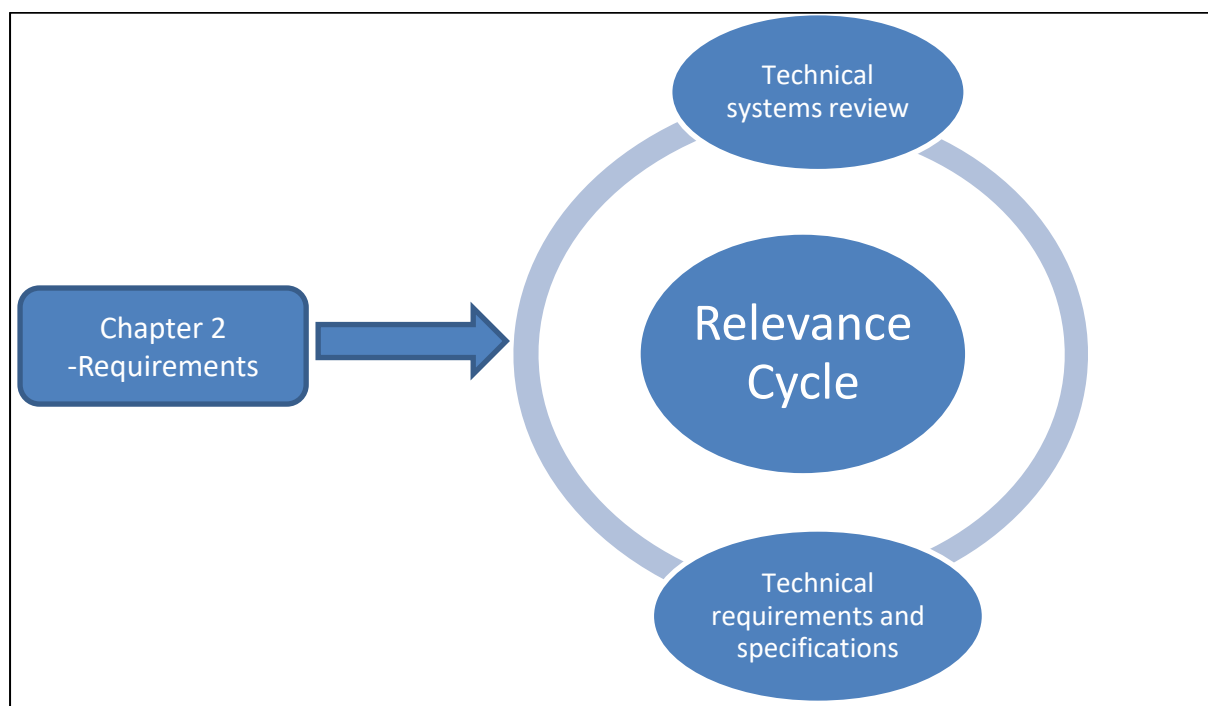 Technical
systems review
Chapter 2
-Requirements
Relevance
Cycle
Technical
requirements and
specifications